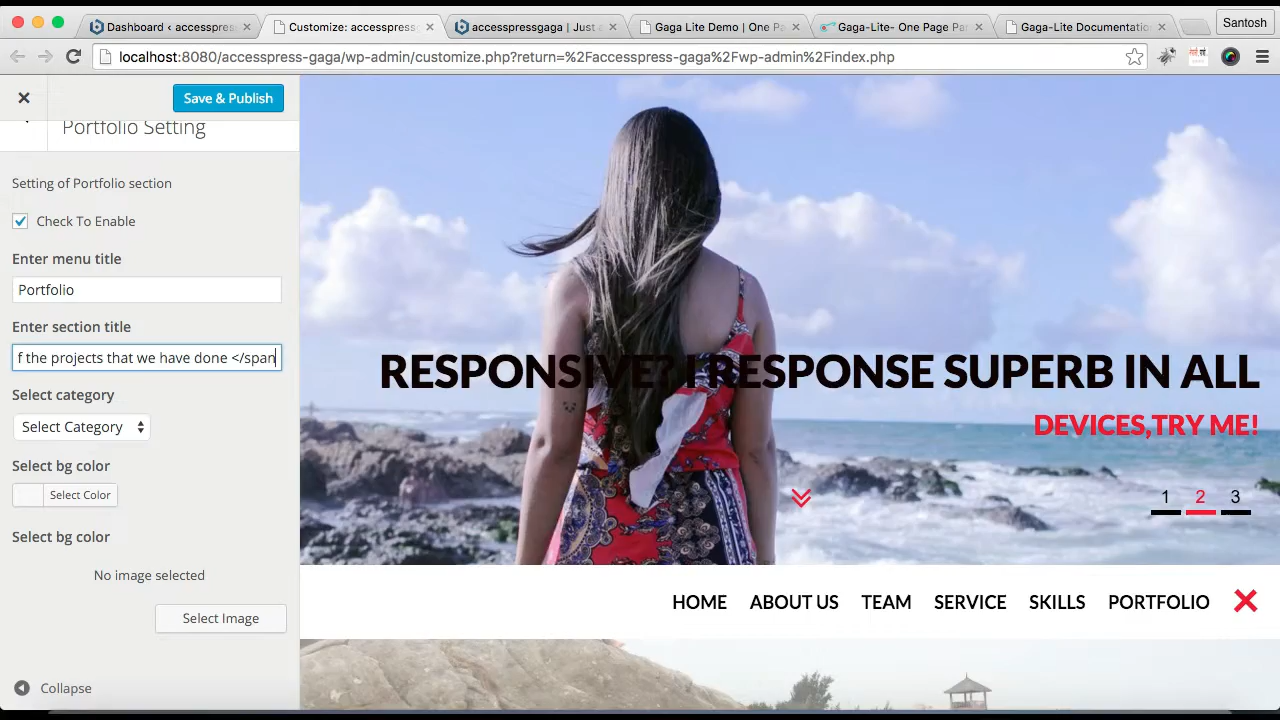 Dashboard < accesspres
Customize: accesspress
accesspressgaga | Just a
Gaga Lite Demo | One Pa
Gaga-Lite- One Page Par
Gaga-Lite Documentatio
Santosh
localhost:8080/accesspress-gaga/wp-admin/customize.php?return=%2Faccesspress-gaga%2Fwp-admin%2Findex.php
Save & Publish
Portfolio Setting
Setting of Portfolio section
Check To Enable
Enter menu title
Portfolio
Enter section title
f the projects that we have done </span
Select category
Select Category
Select bg color
Select Color
Select bg color
No image selected
Select Image
Collapse
RESPONSIVE? I RESPONSE SUPERB IN ALL
DEVICES,TRY ME!
1 2 3
HOME ABOUT US TEAM SERVICE SKILLS PORTFOLIO